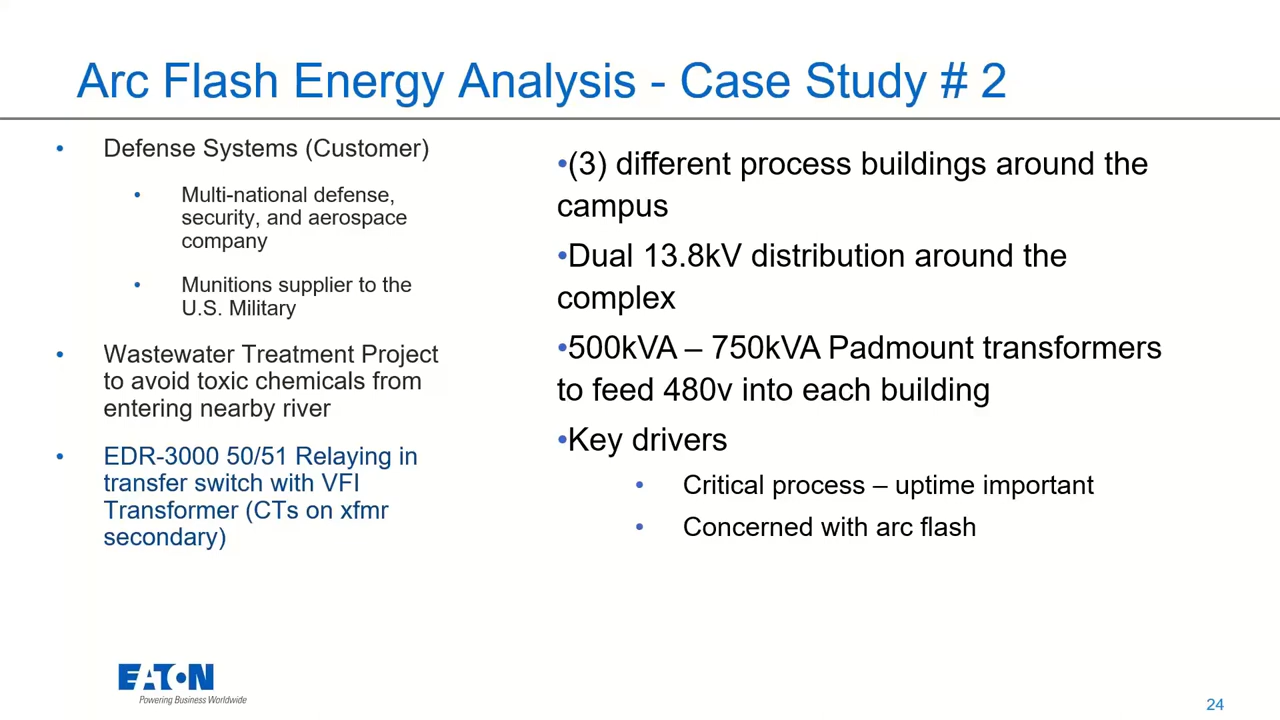 Arc Flash Energy Analysis - Case Study # 2
• Defense Systems (Customer)
• Multi-national defense,
security, and aerospace
company
• Munitions supplier to the
U.S. Military
• Wastewater Treatment Project
to avoid toxic chemicals from
entering nearby river
• EDR-3000 50/51 Relaying in
transfer switch with VFI
Transformer (CTs on xfmr
secondary)
•(3) different process buildings around the
campus
•Dual 13.8kV distribution around the
complex
•500kVA – 750kVA Padmount transformers
to feed 480v into each building
•Key drivers
• Critical process – uptime important
• Concerned with arc flash
EATON
Powering Business Worldwide
24